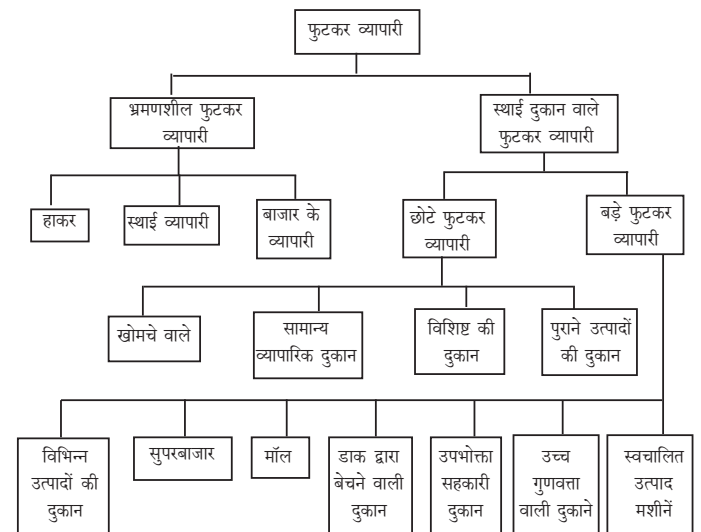 फुटकर व्यापारी
भ्रमणशील फुटकर
व्यापारी
स्थाई दुकान वाले
फुटकर व्यापारी
हाकर
स्थाई व्यापारी
बाजार के
व्यापारी
छोटे फुटकर
व्यापारी
बड़े फुटकर
व्यापारी
खोमचे वाले
सामान्य
व्यापारिक दुकान
विशिष्ट की
दुकान
पुराने उत्पादों
की दुकान
विभिन्न
उत्पादों की
दुकान
सुपरबाजार
मॉल
डाक द्वारा
बेचने वाली
दुकान
उपभोक्ता
सहकारी
दुकान
उच्च
गुणवत्ता
वाली दुकाने
स्वचालित
उत्पाद
मशीनें